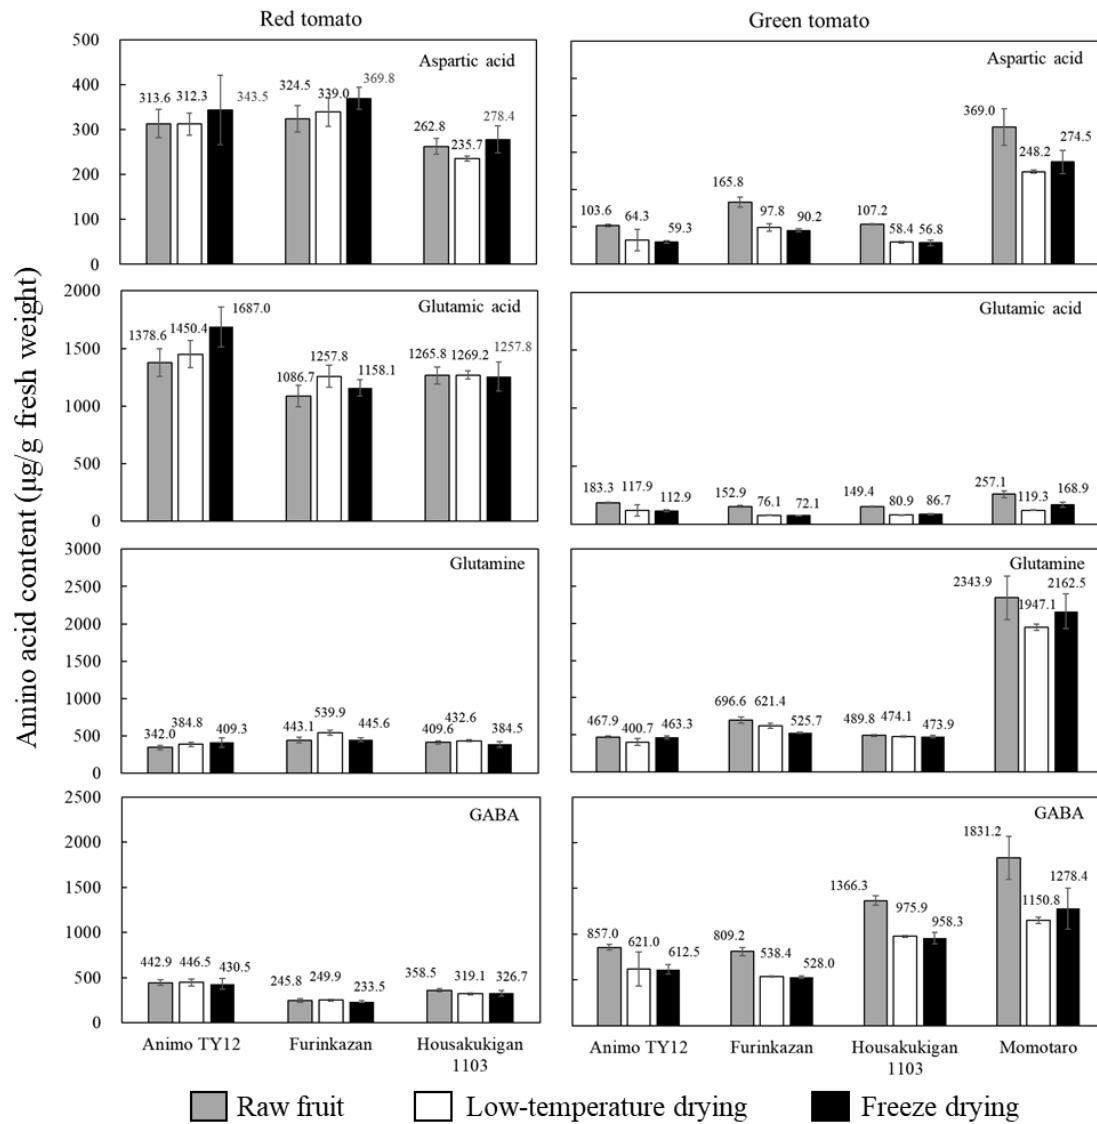 Red tomato
Green tomato
Amino acid content (µg/g fresh weight)
500
400
300
200
100
0
Aspartic acid
313.6 312.3 343.5
324.5 339.0 369.8
262.8 235.7 278.4
Aspartic acid
103.6 64.3 59.3
165.8 97.8 90.2
107.2 58.4 56.8
369.0 248.2 274.5
2000
1500
1000
500
0
Glutamic acid
1378.6 1450.4 1687.0
1086.7 1257.8 1158.1
1265.8 1269.2 1257.8
Glutamic acid
183.3 117.9 112.9
152.9 76.1 72.1
149.4 80.9 86.7
257.1 119.3 168.9
3000
2500
2000
1500
1000
500
0
Glutamine
342.0 384.8 409.3
443.1 539.9 445.6
409.6 432.6 384.5
Glutamine
467.9 400.7 463.3
696.6 621.4 525.7
489.8 474.1 473.9
2343.9 1947.1 2162.5
2500
2000
1500
1000
500
0
GABA
442.9 446.5 430.5
245.8 249.9 233.5
358.5 319.1 326.7
GABA
857.0 621.0 612.5
809.2 538.4 528.0
1366.3 975.9 958.3
1831.2 1150.8 1278.4
Animo TY12
Furinkazan
Housakukigan
1103
Animo TY12
Furinkazan
Housakukigan
1103
Momotaro
Raw fruit
Low-temperature drying
Freeze drying